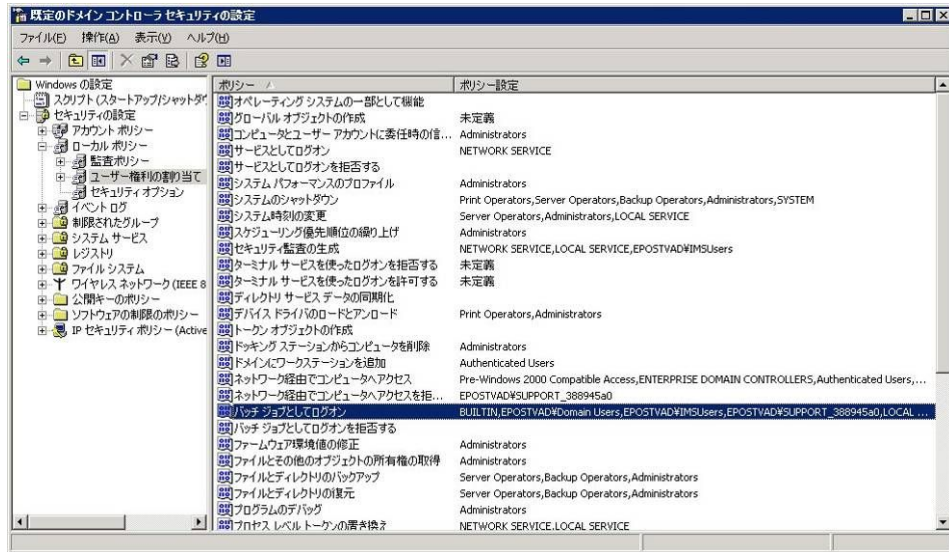 既定のドメイン コントローラ セキュリティの設定
ファイル(F) 操作(A) 表示(V) ヘルプ(H)
Windows の設定
スクリプト (スタートアップ/シャットダ
セキュリティの設定
アカウント ポリシー
ローカル ポリシー
監査ポリシー
ユーザー権利の割り当て
セキュリティ オプション
イベント ログ
制限されたグループ
システム サービス
レジストリ
ファイル システム
ワイヤレス ネットワーク (IEEE 8
公開キーのポリシー
ソフトウェアの制限のポリシー
IP セキュリティ ポリシー (Active
ポリシー ポリシー設定
オペレーティング システムの一部として機能
グローバル オブジェクトの作成 未定義
コンピュータとユーザー アカウントに委任時の信... Administrators
サービスとしてログオン NETWORK SERVICE
サービスとしてログオンを拒否する
システム パフォーマンスのプロファイル Administrators
システムのシャットダウン Print Operators,Server Operators,Backup Operators,Administrators,SYSTEM
システム時刻の変更 Server Operators,Administrators,LOCAL SERVICE
スケジューリング優先順位の繰り上げ Administrators
セキュリティ監査の生成 NETWORK SERVICE,LOCAL SERVICE,EPOSTVAD¥IMSUsers
ターミナル サービスを使ったログオンを拒否する 未定義
ターミナル サービスを使ったログオンを許可する 未定義
ディレクトリ サービス データの同期化
デバイス ドライバのロードとアンロード Print Operators,Administrators
トークン オブジェクトの作成
ドッキング ステーションからコンピュータを削除 Administrators
ドメインにワークステーションを追加 Authenticated Users
ネットワーク経由でコンピュータへアクセス Pre-Windows 2000 Compatible Access,ENTERPRISE DOMAIN CONTROLLERS,Authenticated Users,...
ネットワーク経由でコンピュータへアクセスを拒... EPOSTVAD¥SUPPORT_388945a0
バッチ ジョブとしてログオン BUILTIN,EPOSTVAD¥Domain Users,EPOSTVAD¥IMSUsers,EPOSTVAD¥SUPPORT_388945a0,LOCAL ...
バッチ ジョブとしてログオンを拒否する
ファームウェア環境値の修正 Administrators
ファイルとその他のオブジェクトの所有権の取得 Administrators
ファイルとディレクトリのバックアップ Server Operators,Backup Operators,Administrators
ファイルとディレクトリの復元 Server Operators,Backup Operators,Administrators
プログラムのデバッグ Administrators
プロセス レベル トークンの置き換え NETWORK SERVICE,LOCAL SERVICE